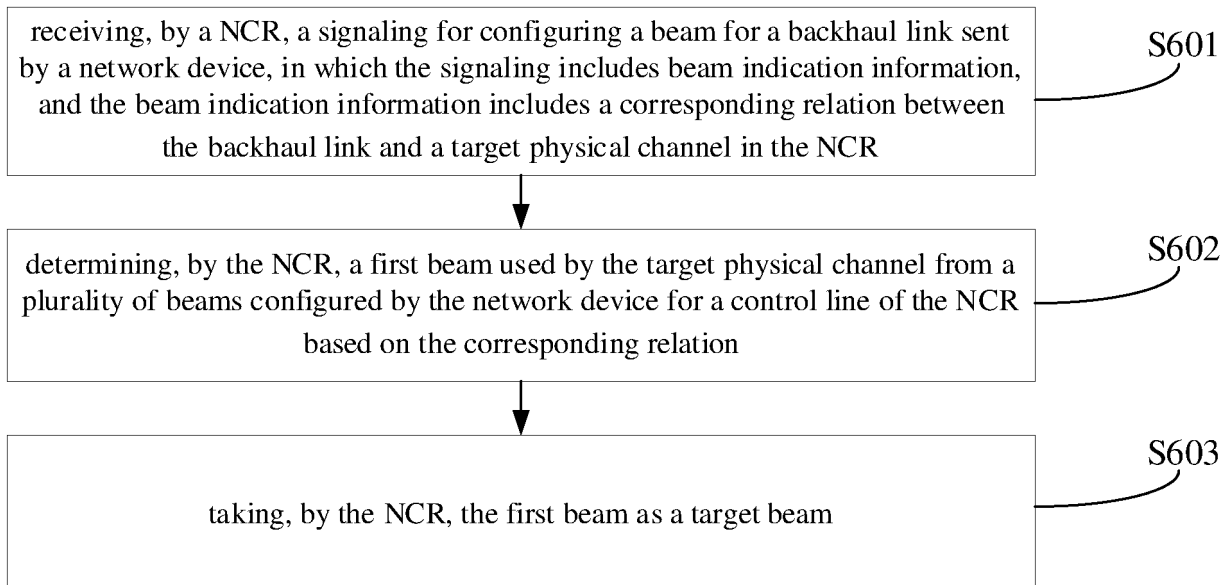 receiving, by a NCR, a signaling for configuring a beam for a backhaul link sent
by a network device, in which the signaling includes beam indication information,
and the beam indication information includes a corresponding relation between
the backhaul link and a target physical channel in the NCR
S601
determining, by the NCR, a first beam used by the target physical channel from a
plurality of beams configured by the network device for a control line of the NCR
based on the corresponding relation
S602
taking, by the NCR, the first beam as a target beam
S603